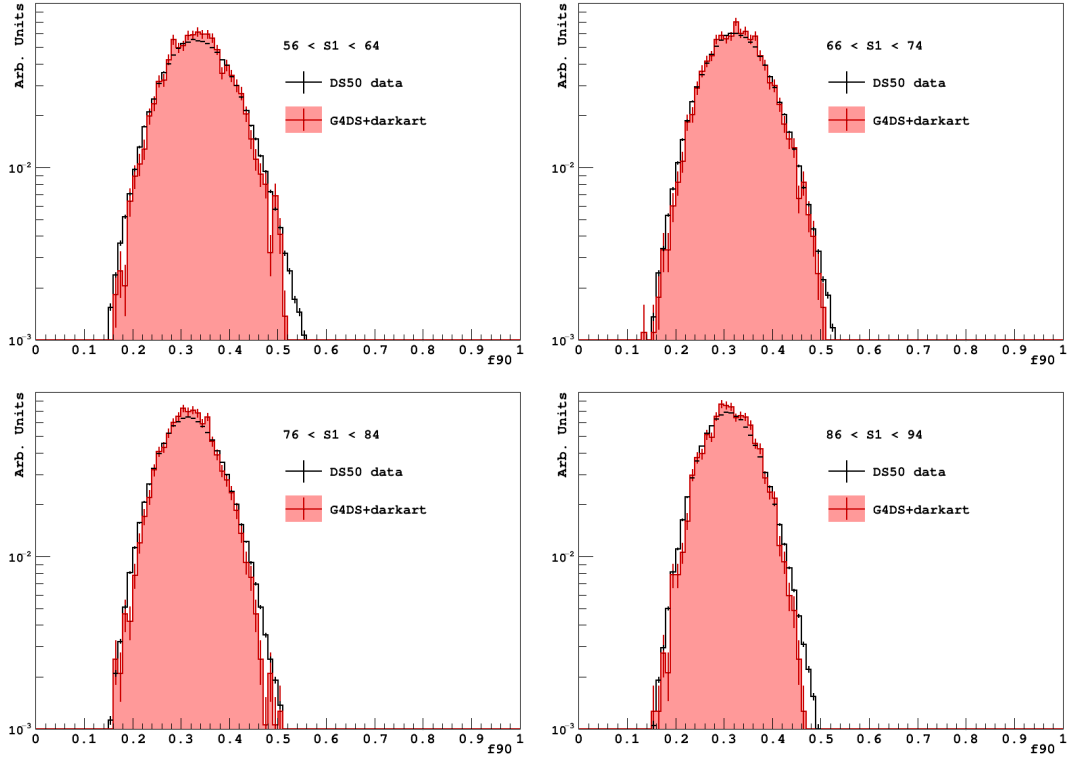 Arb. Units
56 < S1 < 64
DS50 data
G4DS+darkart
10-2
10-3
0 0.1 0.2 0.3 0.4 0.5 0.6 0.7 0.8 0.9 1
f90
Arb. Units
66 < S1 < 74
DS50 data
G4DS+darkart
10-2
10-3
0 0.1 0.2 0.3 0.4 0.5 0.6 0.7 0.8 0.9 1
f90
Arb. Units
76 < S1 < 84
DS50 data
G4DS+darkart
10-2
10-3
0 0.1 0.2 0.3 0.4 0.5 0.6 0.7 0.8 0.9 1
f90
Arb. Units
86 < S1 < 94
DS50 data
G4DS+darkart
10-2
10-3
0 0.1 0.2 0.3 0.4 0.5 0.6 0.7 0.8 0.9 1
f90